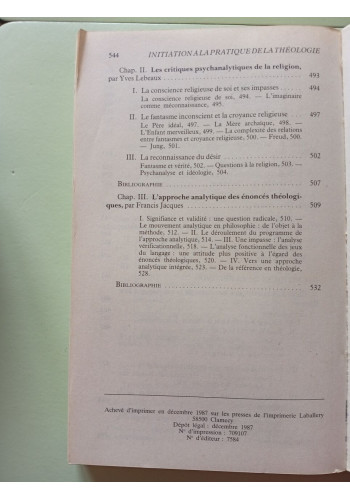 544 INITIATION A LA PRATIQUE DE LA THÉOLOGIE
Chap. II. Les critiques psychanalytiques de la religion,
par Yves Lebeaux ... 493
I. La conscience religieuse de soi et ses impasses ... 494
La conscience religieuse de soi, 494. — L'imaginaire
comme méconnaissance, 495.
II. Le fantasme inconscient et la croyance religieuse ... 497
Le Père idéal, 497. — La Mère archaïque, 498. —
L'Enfant merveilleux, 499. — La complexité des relations
entre fantasmes et croyance religieuse, 500. — Freud, 500.
— Jung, 501.
III. La reconnaissance du désir ... 502
Fantasme et vérité, 502. — Questions à la religion, 503. —
Psychanalyse et idéologie, 504.
BIBLIOGRAPHIE ... 507
Chap. III. L'approche analytique des énoncés théologi-
ques, par Francis Jacques ... 509
I. Signifiance et validité : une question radicale, 510. —
Le mouvement analytique en philosophie : de l'objet à la
méthode, 512. — II. Le déroulement du programme de
l'approche analytique, 514. — III. Une impasse : l'analyse
vérificationnelle, 518. — L'analyse fonctionnelle des jeux
du langage : une attitude plus positive à l'égard des
énoncés théologiques, 520. — IV. Vers une approche
analytique intégrée, 523. — De la référence en théologie,
528.
BIBLIOGRAPHIE ... 532
Achevé d'imprimer en décembre 1987 sur les presses de l'imprimerie Laballery
58500 Clamecy
Dépôt légal : décembre 1987
N° d'impression : 709107
N° d'éditeur : 7584